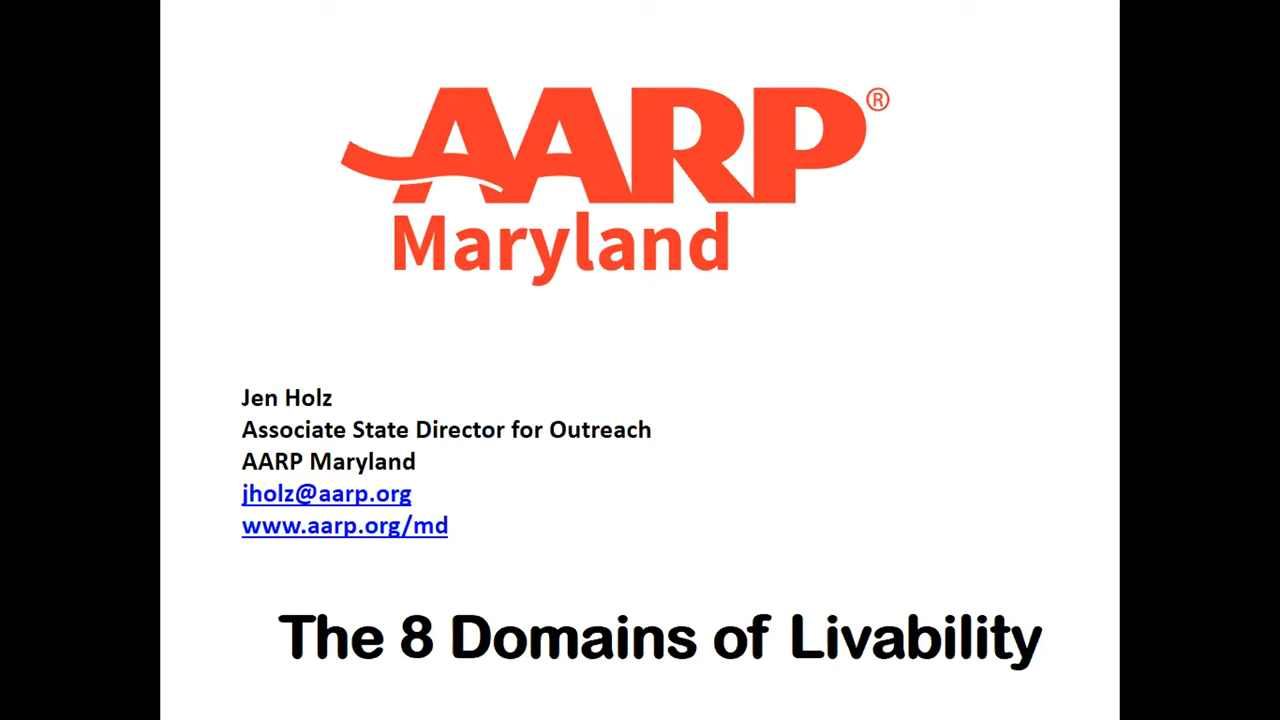 AARP®
Maryland
Jen Holz
Associate State Director for Outreach
AARP Maryland
jholz@aarp.org
www.aarp.org/md
The 8 Domains of Livability